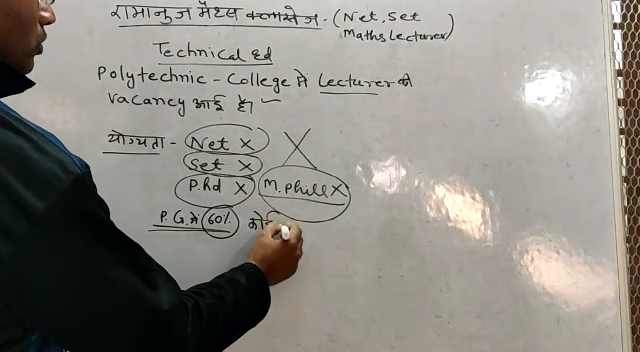 रामानुज मैथ्स क्लासेज - (Net, Set
Maths Lecturer)
Technical Ed
Polytechnic - College में Lecturer की
Vacancy आई है।
योग्यता - Net X
Set X
P.hd X M. Phill X
P.G. में 60%